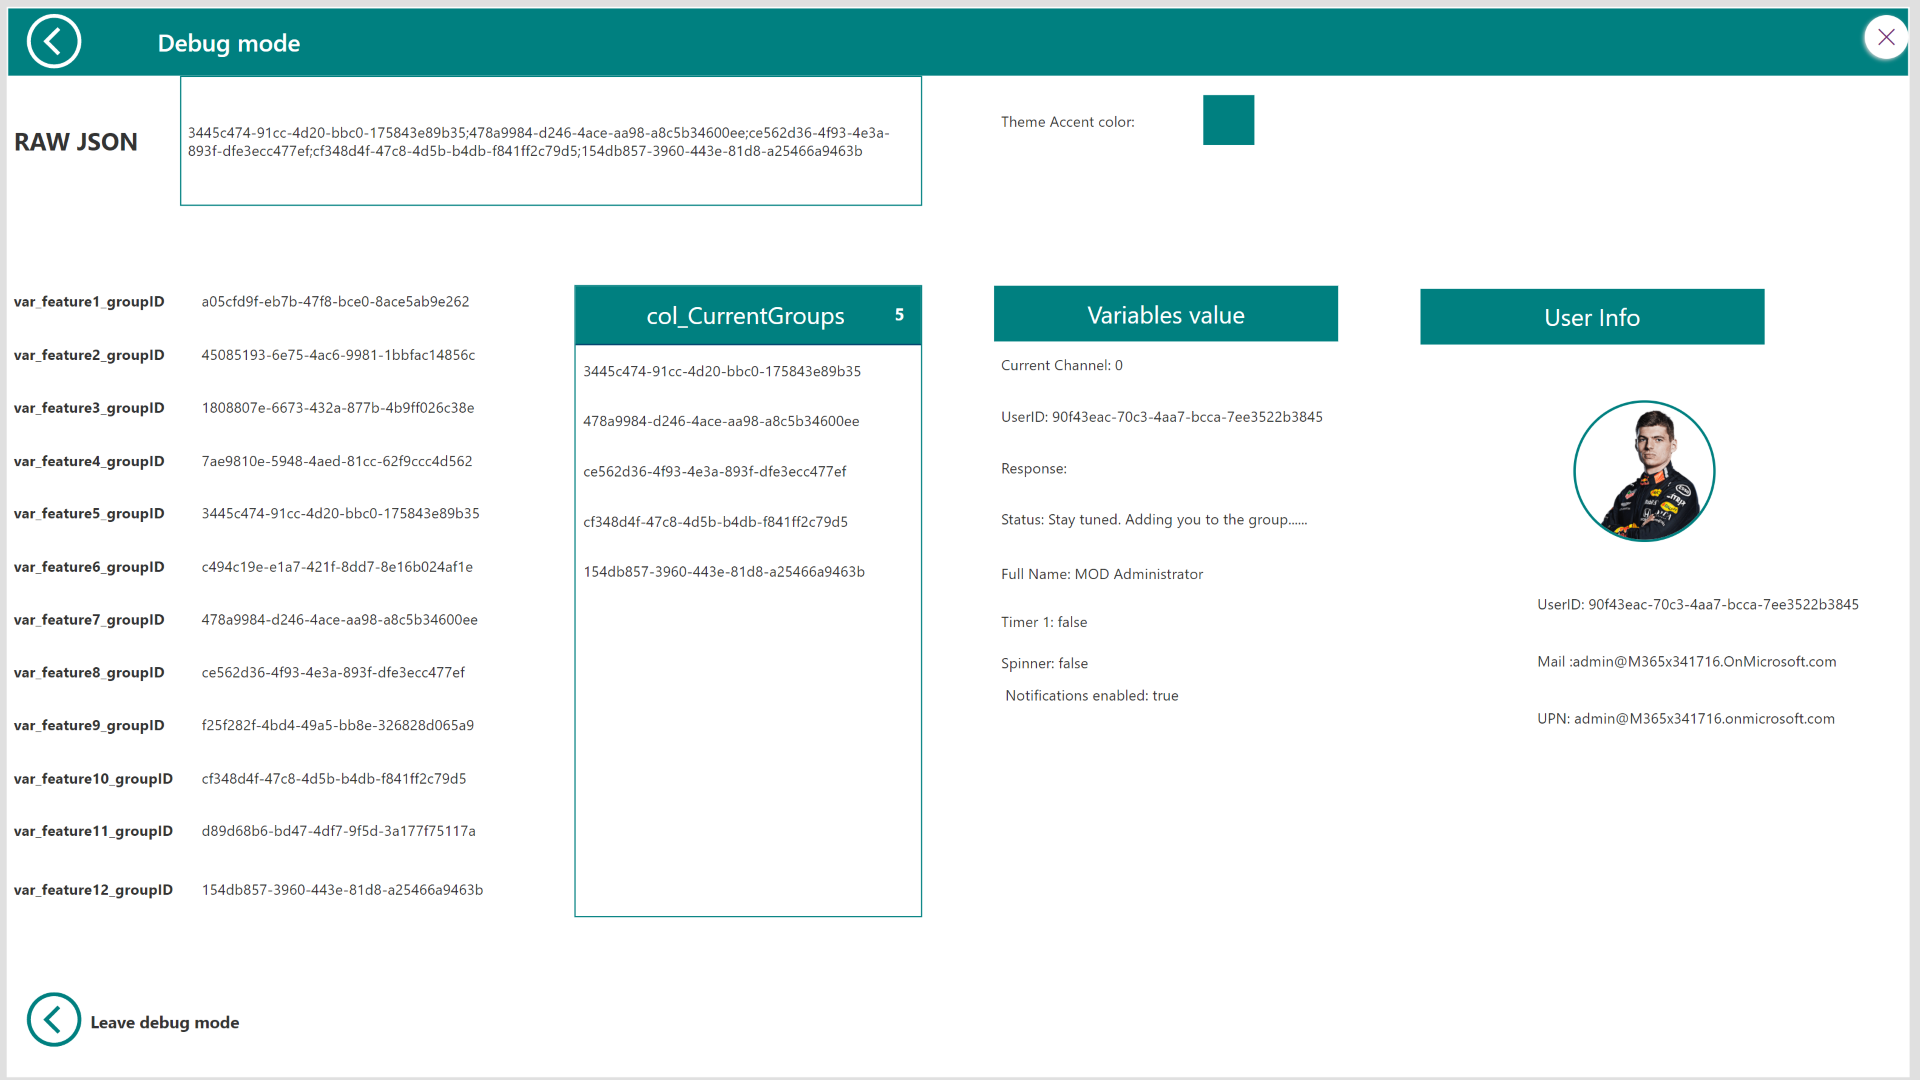 Debug mode
RAW JSON
3445c474-91cc-4d20-bbc0-175843e89b35;478a9984-d246-4ace-aa98-a8c5b34600ee;ce562d36-4f93-4e3a-
893f-dfe3ecc477ef;cf348d4f-47c8-4d5b-b4db-f841ff2c79d5;154db857-3960-443e-81d8-a25466a9463b
Theme Accent color:
var_feature1_groupID a05cfd9f-eb7b-47f8-bce0-8ace5ab9e262
var_feature2_groupID 45085193-6e75-4ac6-9981-1bbfac14856c
var_feature3_groupID 1808807e-6673-432a-877b-4b9ff026c38e
var_feature4_groupID 7ae9810e-5948-4aed-81cc-62f9ccc4d562
var_feature5_groupID 3445c474-91cc-4d20-bbc0-175843e89b35
var_feature6_groupID c494c19e-e1a7-421f-8dd7-8e16b024af1e
var_feature7_groupID 478a9984-d246-4ace-aa98-a8c5b34600ee
var_feature8_groupID ce562d36-4f93-4e3a-893f-dfe3ecc477ef
var_feature9_groupID f25f282f-4bd4-49a5-bb8e-326828d065a9
var_feature10_groupID cf348d4f-47c8-4d5b-b4db-f841ff2c79d5
var_feature11_groupID d89d68b6-bd47-4df7-9f5d-3a177f75117a
var_feature12_groupID 154db857-3960-443e-81d8-a25466a9463b
col_CurrentGroups 5
3445c474-91cc-4d20-bbc0-175843e89b35
478a9984-d246-4ace-aa98-a8c5b34600ee
ce562d36-4f93-4e3a-893f-dfe3ecc477ef
cf348d4f-47c8-4d5b-b4db-f841ff2c79d5
154db857-3960-443e-81d8-a25466a9463b
Variables value
Current Channel: 0
UserID: 90f43eac-70c3-4aa7-bcca-7ee3522b3845
Response:
Status: Stay tuned. Adding you to the group......
Full Name: MOD Administrator
Timer 1: false
Spinner: false
Notifications enabled: true
User Info
UserID: 90f43eac-70c3-4aa7-bcca-7ee3522b3845
Mail :admin@M365x341716.OnMicrosoft.com
UPN: admin@M365x341716.onmicrosoft.com
Leave debug mode